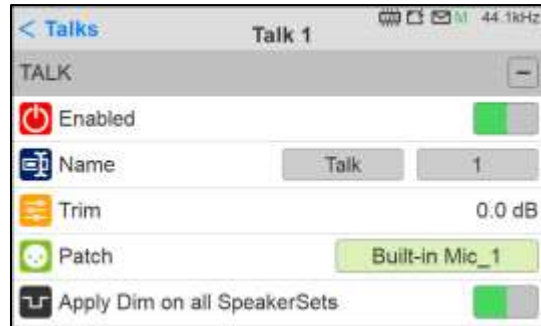 < Talks Talk 1 M 44.1kHz
TALK
Enabled
Name Talk 1
Trim 0.0 dB
Patch Built-in Mic_1
Apply Dim on all SpeakerSets